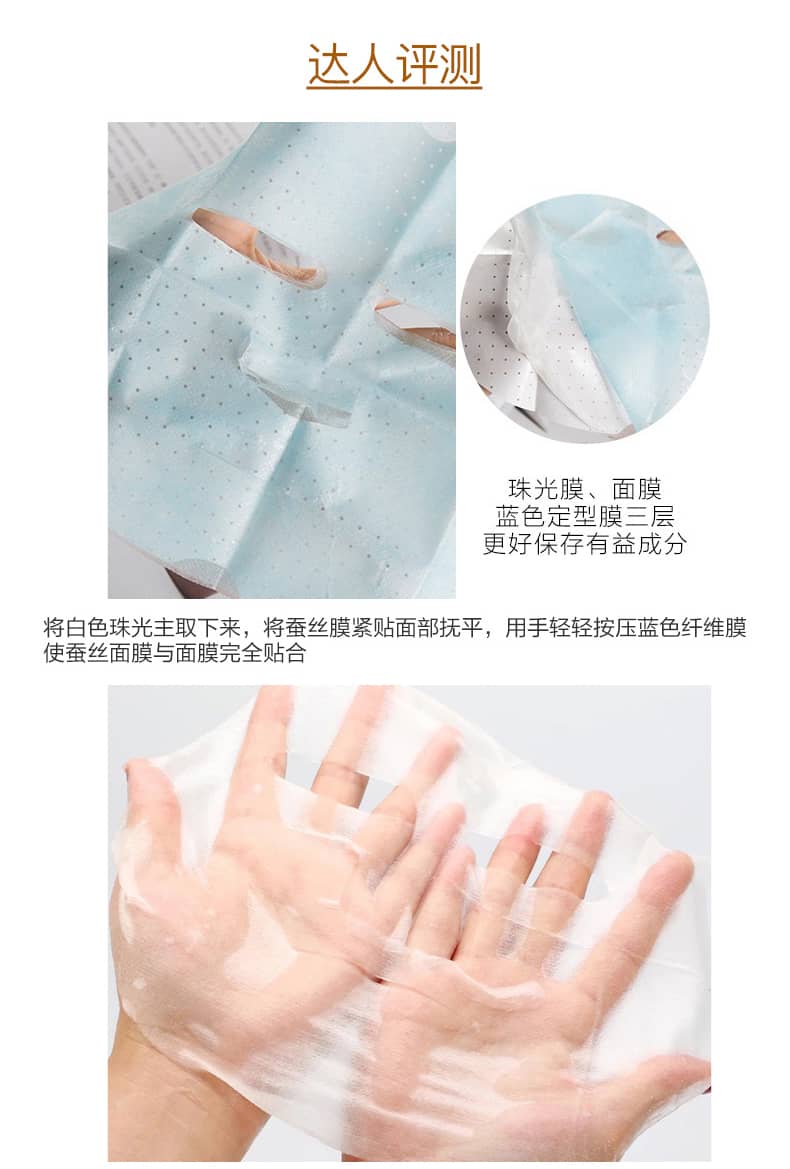 达人评测
珠光膜、面膜
蓝色定型膜三层
更好保存有益成分
将白色珠光主取下来，将蚕丝膜紧贴面部抚平，用手轻轻按压蓝色纤维膜
使蚕丝面膜与面膜完全贴合